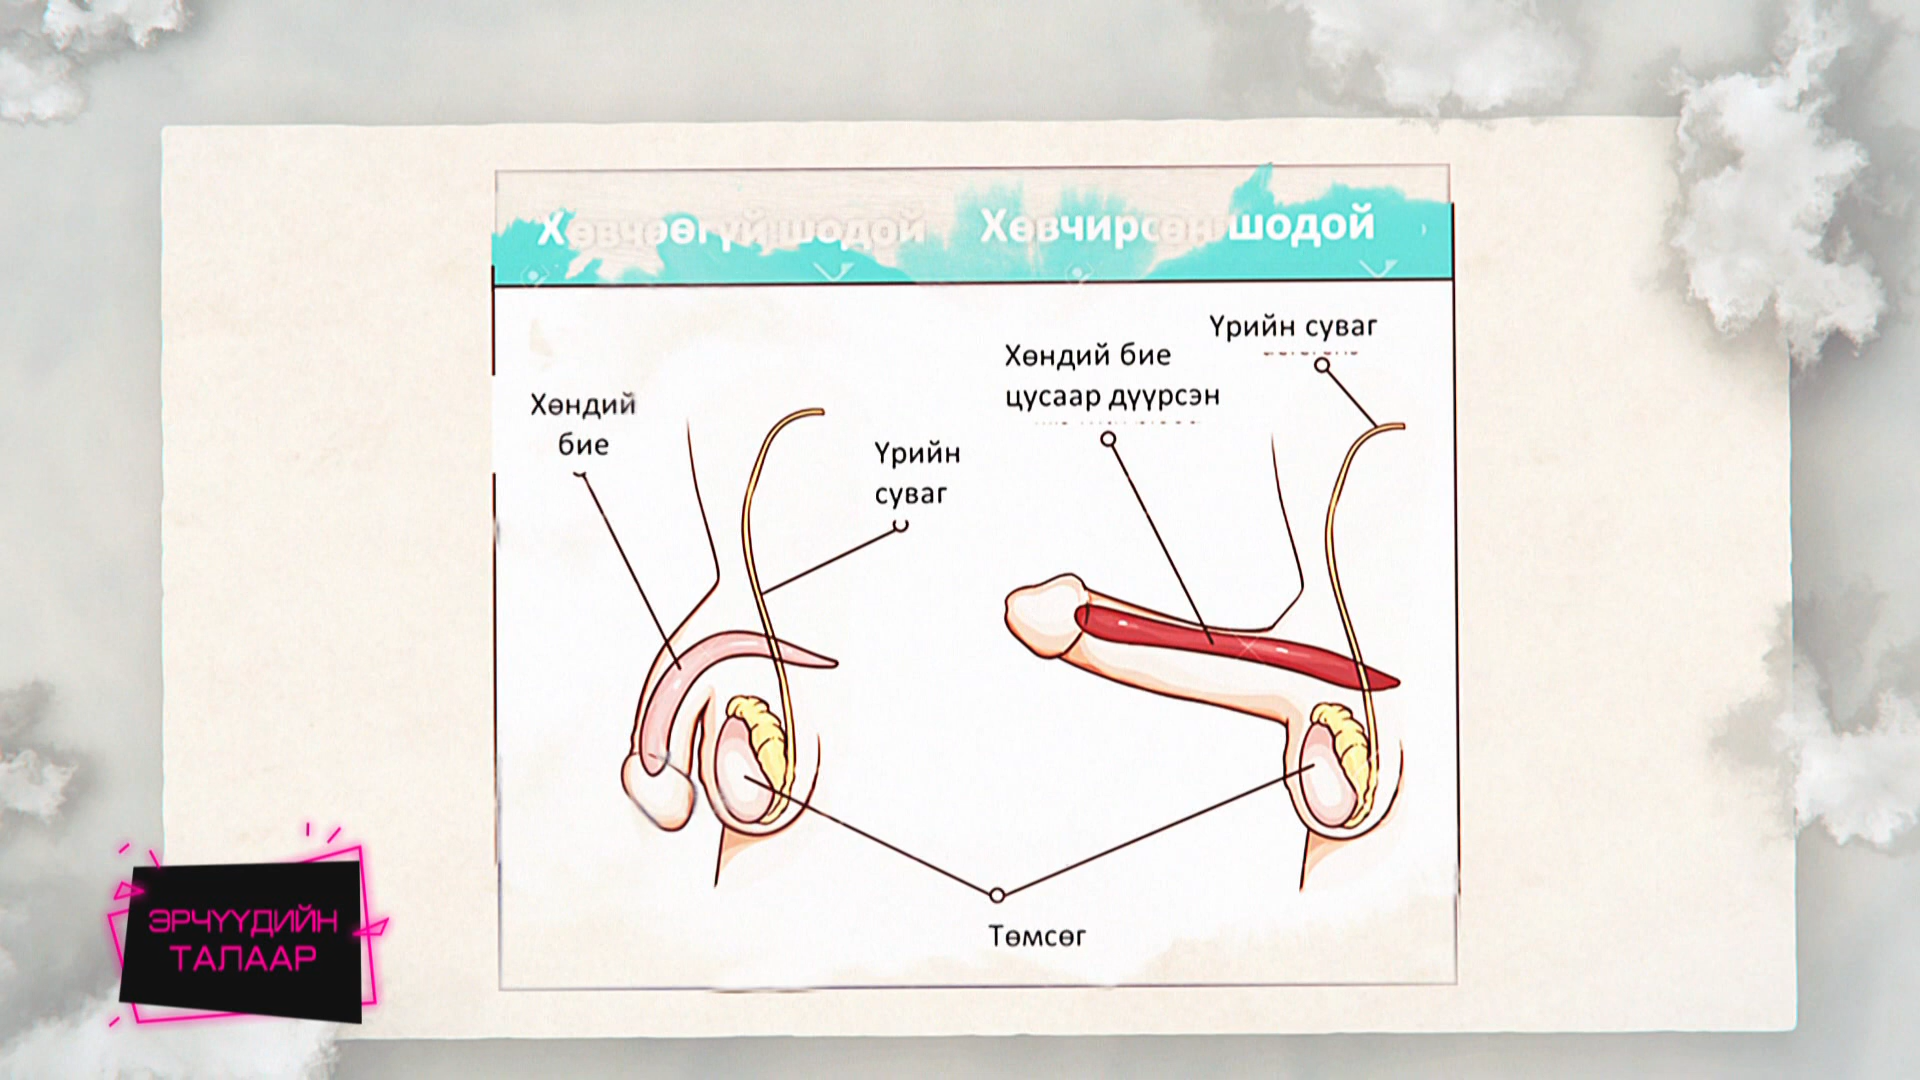 Хөвчрөөгүй шодой
Хөвчирсөн шодой
Хөндий
бие
Үрийн
суваг
Хөндий бие
цусаар дүүрсэн
Үрийн суваг
Төмсөг
ЭРЧҮҮДИЙН
ТАЛААР